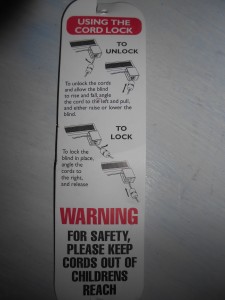 USING THE
CORD LOCK
TO
UNLOCK
To unlock the cords
and allow the blind
to rise and fall, angle
the cord to the left and pull,
and either raise or lower the
blind.
TO
LOCK
To lock the
blind in place,
angle the
cords to
the right,
and release
WARNING
FOR SAFETY,
PLEASE KEEP
CORDS OUT OF
CHILDRENS
REACH